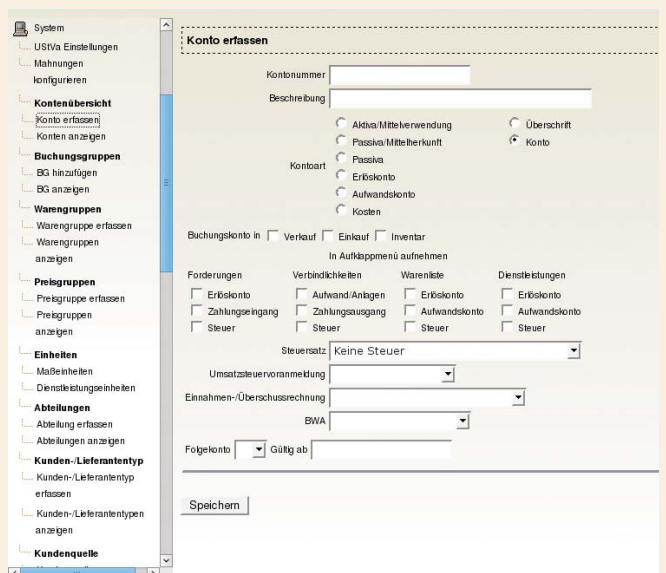 System
UStVa Einstellungen
Mahnungen
konfigurieren
Kontenübersicht
Konto erfassen
Konten anzeigen
Buchungsgruppen
BG hinzufügen
BG anzeigen
Warengruppen
Warengruppe erfassen
Warengruppen
anzeigen
Preisgruppen
Preisgruppe erfassen
Preisgruppen
anzeigen
Einheiten
Maßeinheiten
Dienstleistungseinheiten
Abteilungen
Abteilung erfassen
Abteilungen anzeigen
Kunden-/Lieferantentyp
Kunden-/Lieferantentyp
erfassen
Kunden-/Lieferantentypen
anzeigen
Kundenquelle
Konto erfassen
Kontonummer
Beschreibung
Kontoart
Aktiva/Mittelverwendung
Passiva/Mittelherkunft
Passiva
Erlöskonto
Aufwandskonto
Kosten
Überschrift
Konto
Buchungskonto in Verkauf Einkauf Inventar
In Aufklappmenü aufnehmen
Forderungen Verbindlichkeiten Warenliste Dienstleistungen
Erlöskonto Aufwand/Anlagen Erlöskonto Erlöskonto
Zahlungseingang Zahlungsausgang Aufwandskonto Aufwandskonto
Steuer Steuer Steuer Steuer
Steuersatz Keine Steuer
Umsatzsteuervoranmeldung
Einnahmen-/Überschussrechnung
BWA
Folgekonto Gültig ab
Speichern